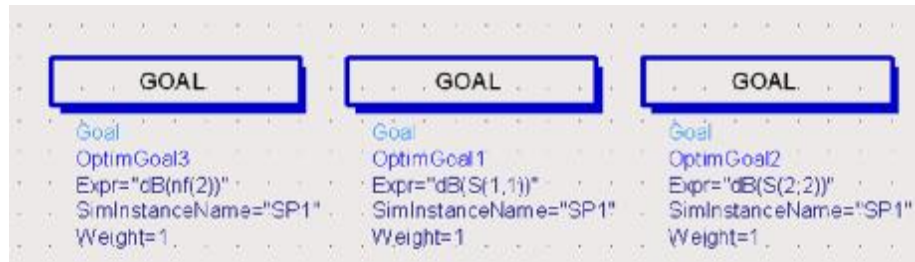 GOAL
Goal
OptimGoal3
Expr="dB(nf(2))"
SimInstanceName="SP1"
Weight=1
GOAL
Goal
OptimGoal1
Expr="dB(S(1,1))"
SimInstanceName="SP1"
Weight=1
GOAL
Goal
OptimGoal2
Expr="dB(S(2,2))"
SimInstanceName="SP1"
Weight=1